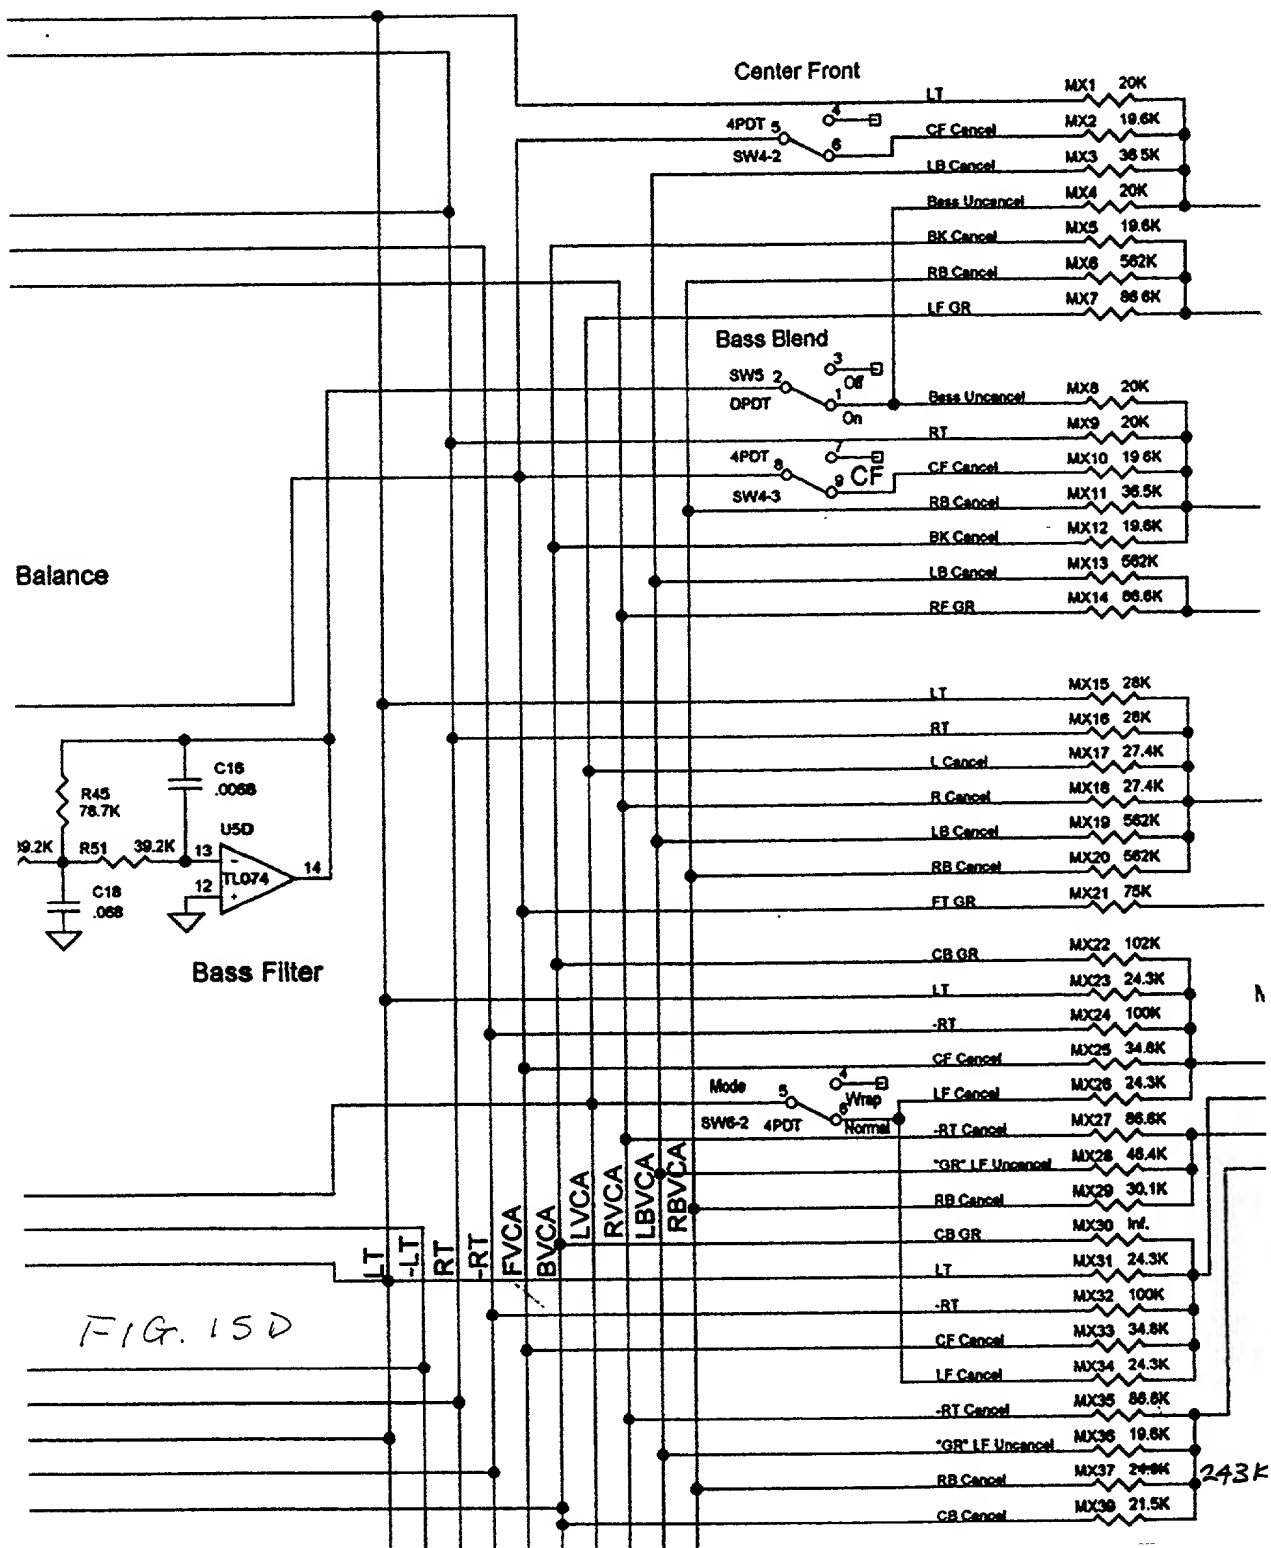 Center Front
LT MX1 20K
4
4PDT 5
CF Cancel MX2 19.6K
SW4-2 6
LB Cancel MX3 36.5K
Bass Uncancel MX4 20K
BK Cancel MX5 19.6K
RB Cancel MX6 562K
LF GR MX7 86.6K
Bass Blend
3
SW5 2 Off
DPDT 1 Bass Uncancel MX8 20K
On
RT MX9 20K
4PDT 8 7
CF
CF Cancel MX10 19.6K
SW4-3 9
RB Cancel MX11 36.5K
BK Cancel MX12 19.6K
Balance
LB Cancel MX13 562K
RF GR MX14 86.6K
LT MX15 28K
RT MX16 28K
L Cancel MX17 27.4K
R Cancel MX18 27.4K
LB Cancel MX19 562K
RB Cancel MX20 562K
FT GR MX21 75K
C16
.0068
R45
78.7K
U5D
39.2K R51 39.2K 13 -
TL074 14
12 +
C18
.068
Bass Filter
CB GR MX22 102K
LT MX23 24.3K
-RT MX24 100K
CF Cancel MX25 34.8K
Mode 5 4
Wrap
LF Cancel MX26 24.3K
SW6-2 4PDT 6 Normal
-RT Cancel MX27 86.6K
"GR" LF Uncancel MX28 46.4K
RB Cancel MX29 30.1K
CB GR MX30 Inf.
LT -LT RT -RT FVCA BVCA LVCA RVCA LBVCA RBVCA
LT MX31 24.3K
-RT MX32 100K
FIG. 15D
CF Cancel MX33 34.8K
LF Cancel MX34 24.3K
-RT Cancel MX35 86.6K
"GR" LF Uncancel MX36 19.6K
RB Cancel MX37 243K
CB Cancel MX39 21.5K